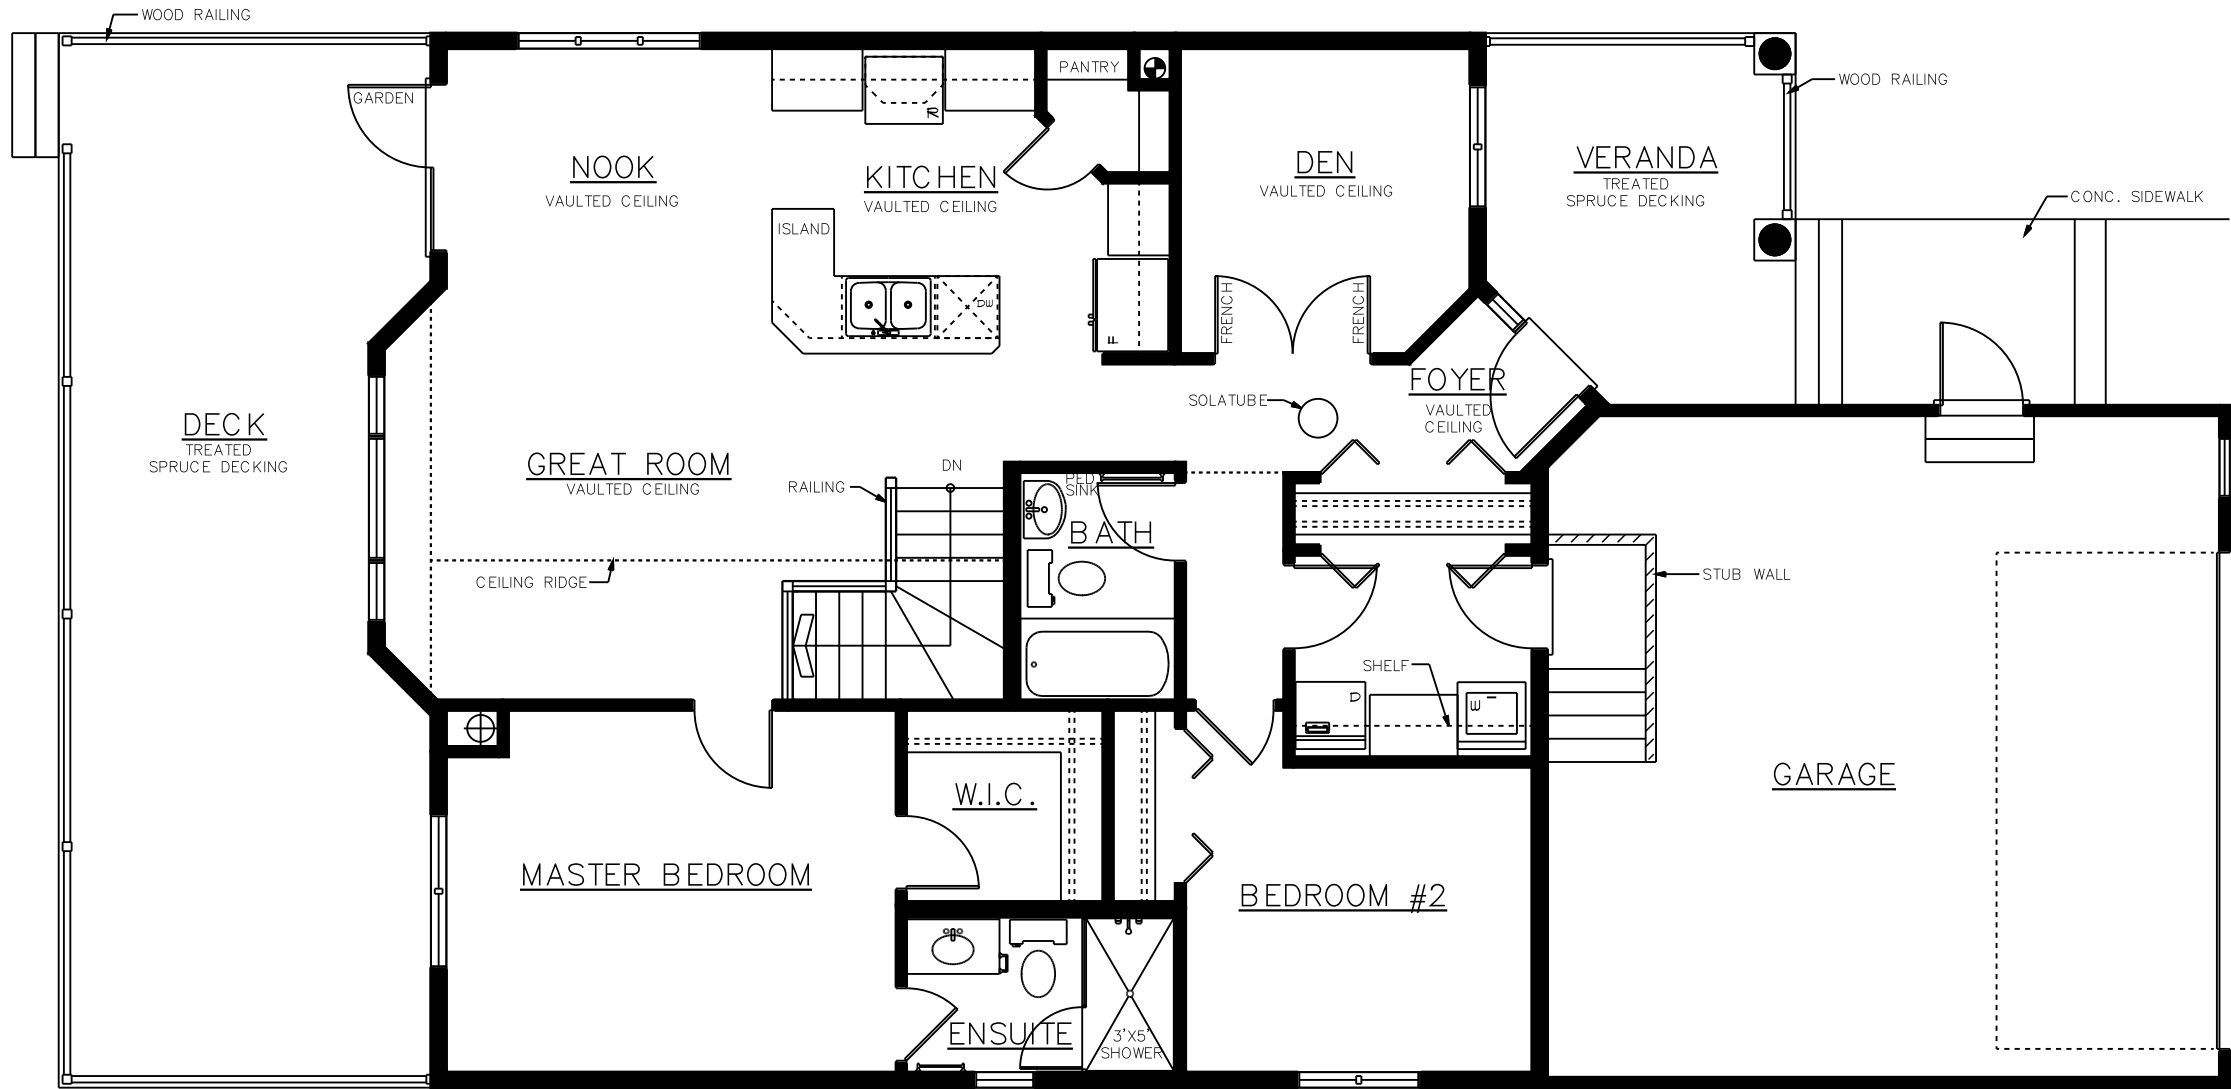 WOOD RAILING
GARDEN
PANTRY
R
NOOK
VAULTED CEILING
KITCHEN
VAULTED CEILING
DEN
VAULTED CEILING
VERANDA
TREATED
SPRUCE DECKING
WOOD RAILING
CONC. SIDEWALK
ISLAND
DW
F
FRENCH
FRENCH
FOYER
VAULTED
CEILING
SOLATUBE
DECK
TREATED
SPRUCE DECKING
GREAT ROOM
VAULTED CEILING
RAILING
DN
PED
SINK
BATH
CEILING RIDGE
STUB WALL
SHELF
D
W
GARAGE
W.I.C.
MASTER BEDROOM
BEDROOM #2
ENSUITE
3'X5'
SHOWER